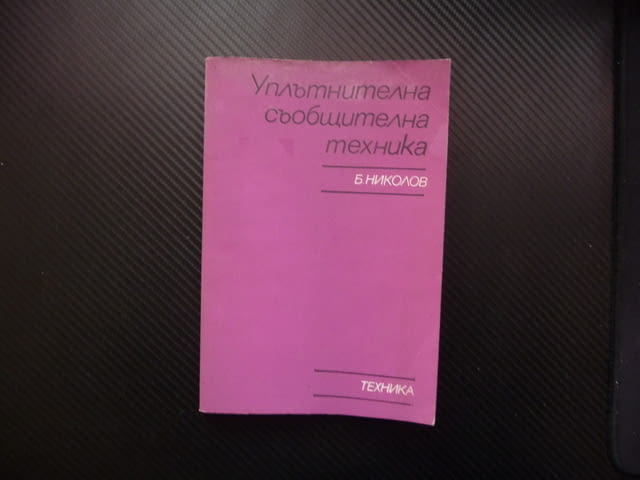 Уплътнителна
съобщителна
техника
Б. НИКОЛОВ
ТЕХНИКА